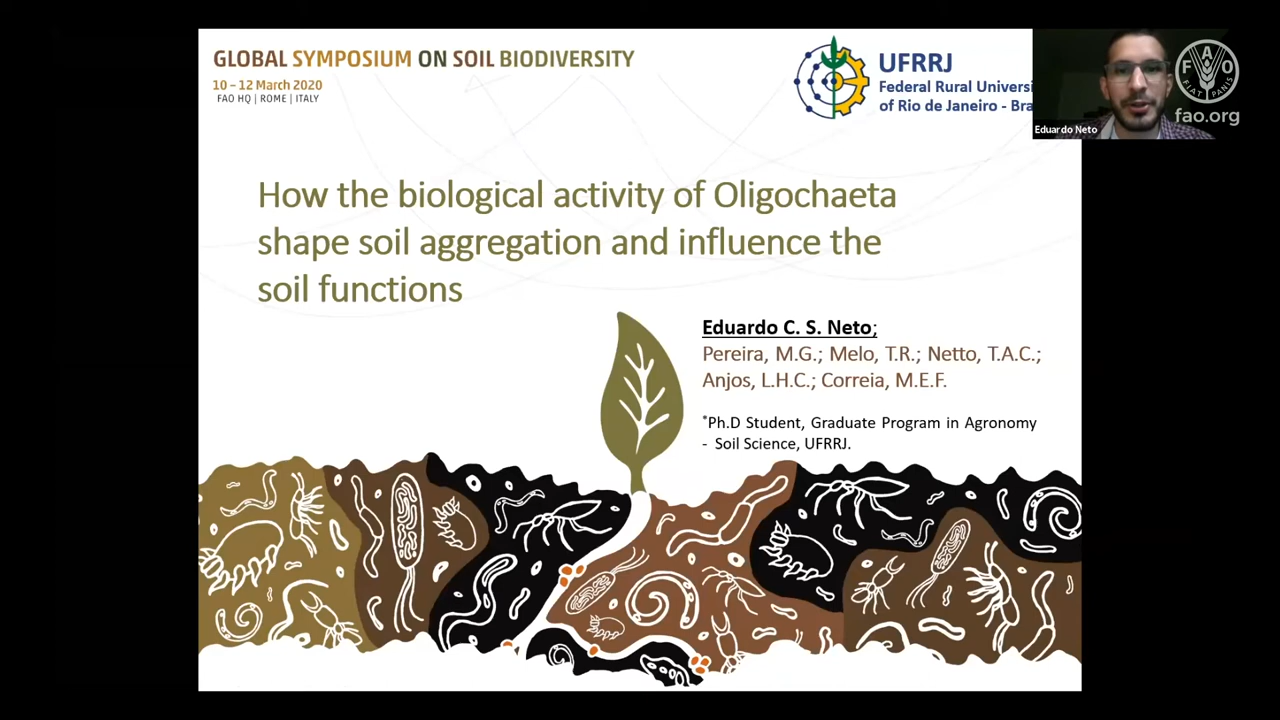 GLOBAL SYMPOSIUM ON SOIL BIODIVERSITY
10 – 12 March 2020
FAO HQ | ROME | ITALY
UFRRJ
Federal Rural
of Rio de Janeiro -
Eduardo Neto
F A O
FIAT PANIS
fao.org
How the biological activity of Oligochaeta
shape soil aggregation and influence the
soil functions
Eduardo C. S. Neto;
Pereira, M.G.; Melo, T.R.; Netto, T.A.C.;
Anjos, L.H.C.; Correia, M.E.F.
*Ph.D Student, Graduate Program in Agronomy
- Soil Science, UFRRJ.